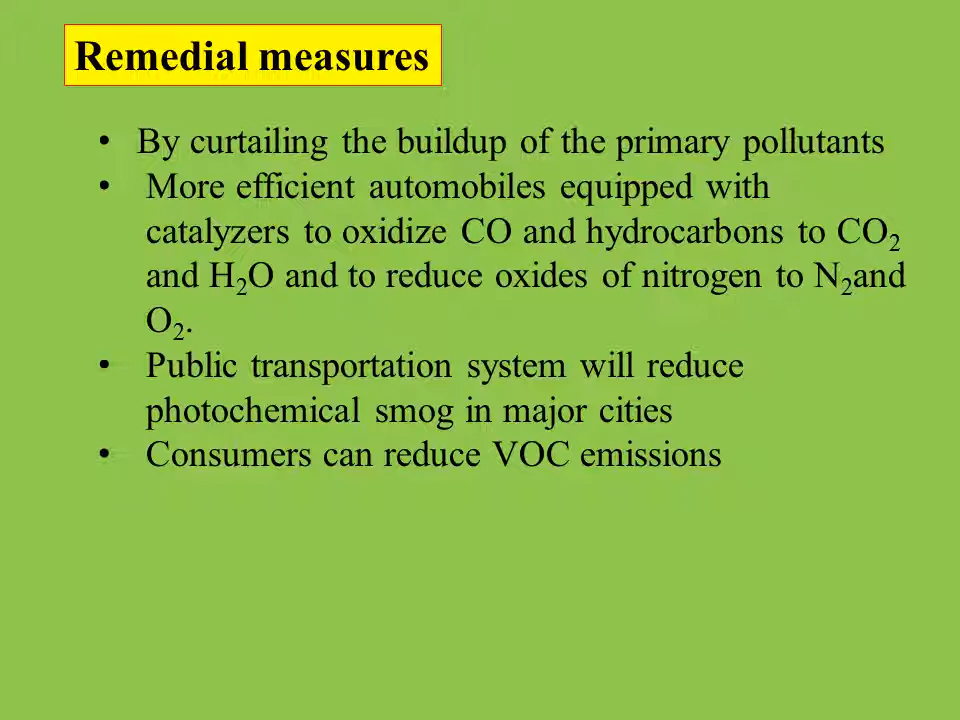 Remedial measures
• By curtailing the buildup of the primary pollutants
• More efficient automobiles equipped with
catalyzers to oxidize CO and hydrocarbons to CO₂
and H₂O and to reduce oxides of nitrogen to N₂and
O₂.
• Public transportation system will reduce
photochemical smog in major cities
• Consumers can reduce VOC emissions